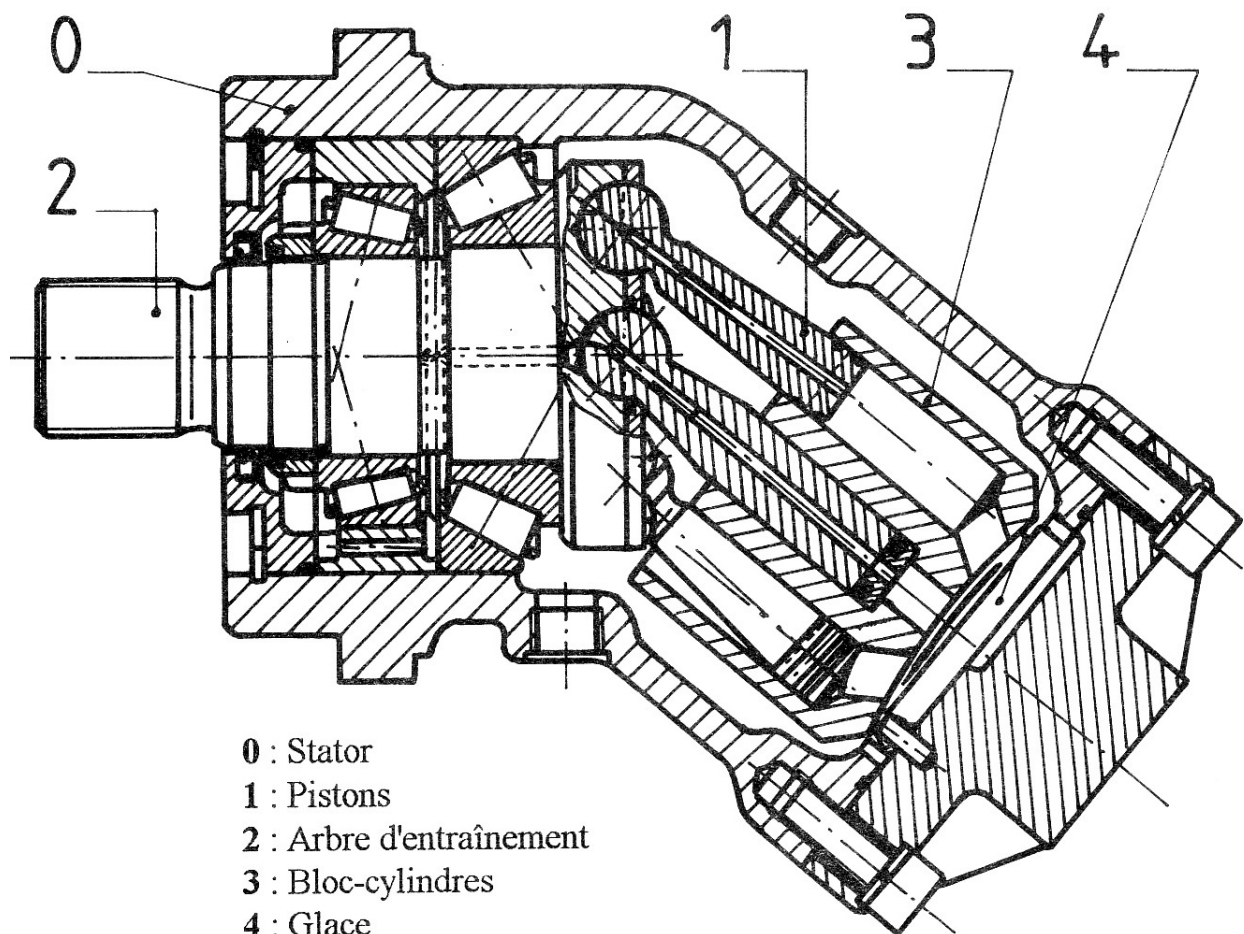 0
1
3
4
2
0 : Stator
1 : Pistons
2 : Arbre d'entraînement
3 : Bloc-cylindres
4 : Glace